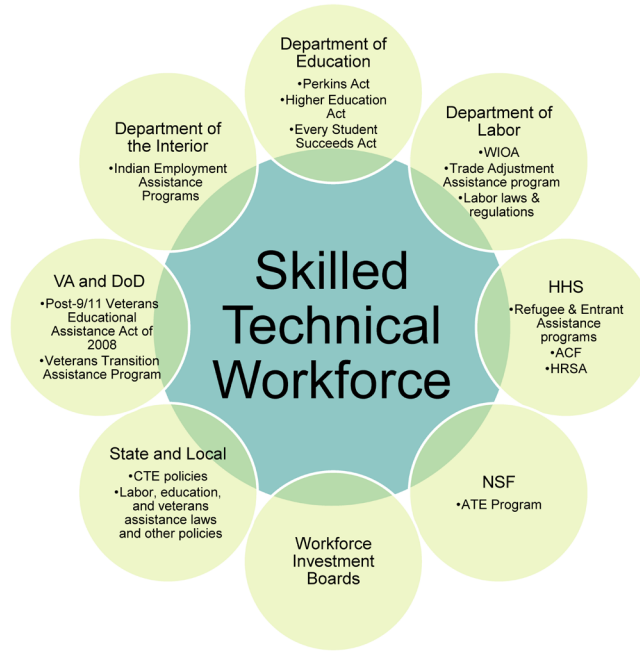 Department of
Education
•Perkins Act
•Higher Education
Act
•Every Student
Succeeds Act
Department of
Labor
•WIOA
•Trade Adjustment
Assistance program
•Labor laws &
regulations
HHS
•Refugee & Entrant
Assistance
programs
•ACF
•HRSA
NSF
•ATE Program
Workforce
Investment
Boards
State and Local
•CTE policies
•Labor, education,
and veterans
assistance laws
and other policies
VA and DoD
•Post-9/11 Veterans
Educational
Assistance Act of
2008
•Veterans Transition
Assistance Program
Department of
the Interior
•Indian Employment
Assistance
Programs
Skilled
Technical
Workforce